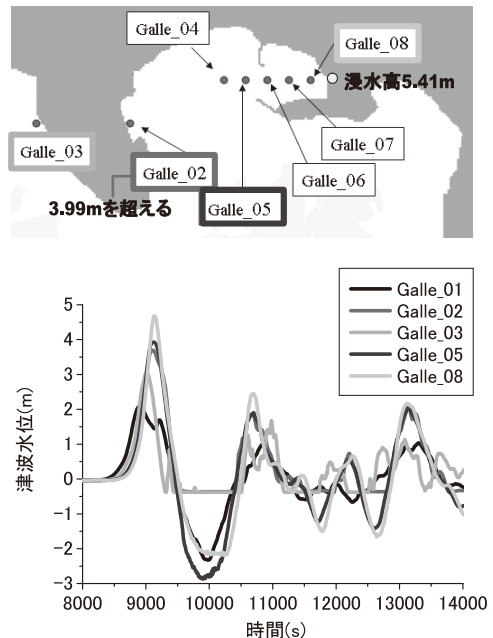 Galle_04
Galle_08
浸水高5.41m
Galle_03
Galle_02
Galle_07
Galle_06
3.99mを超える
Galle_05
Galle_01
Galle_02
Galle_03
Galle_05
Galle_08
5
4
3
2
1
0
-1
-2
-3
津波水位(m)
8000 9000 10000 11000 12000 13000 14000
時間(s)